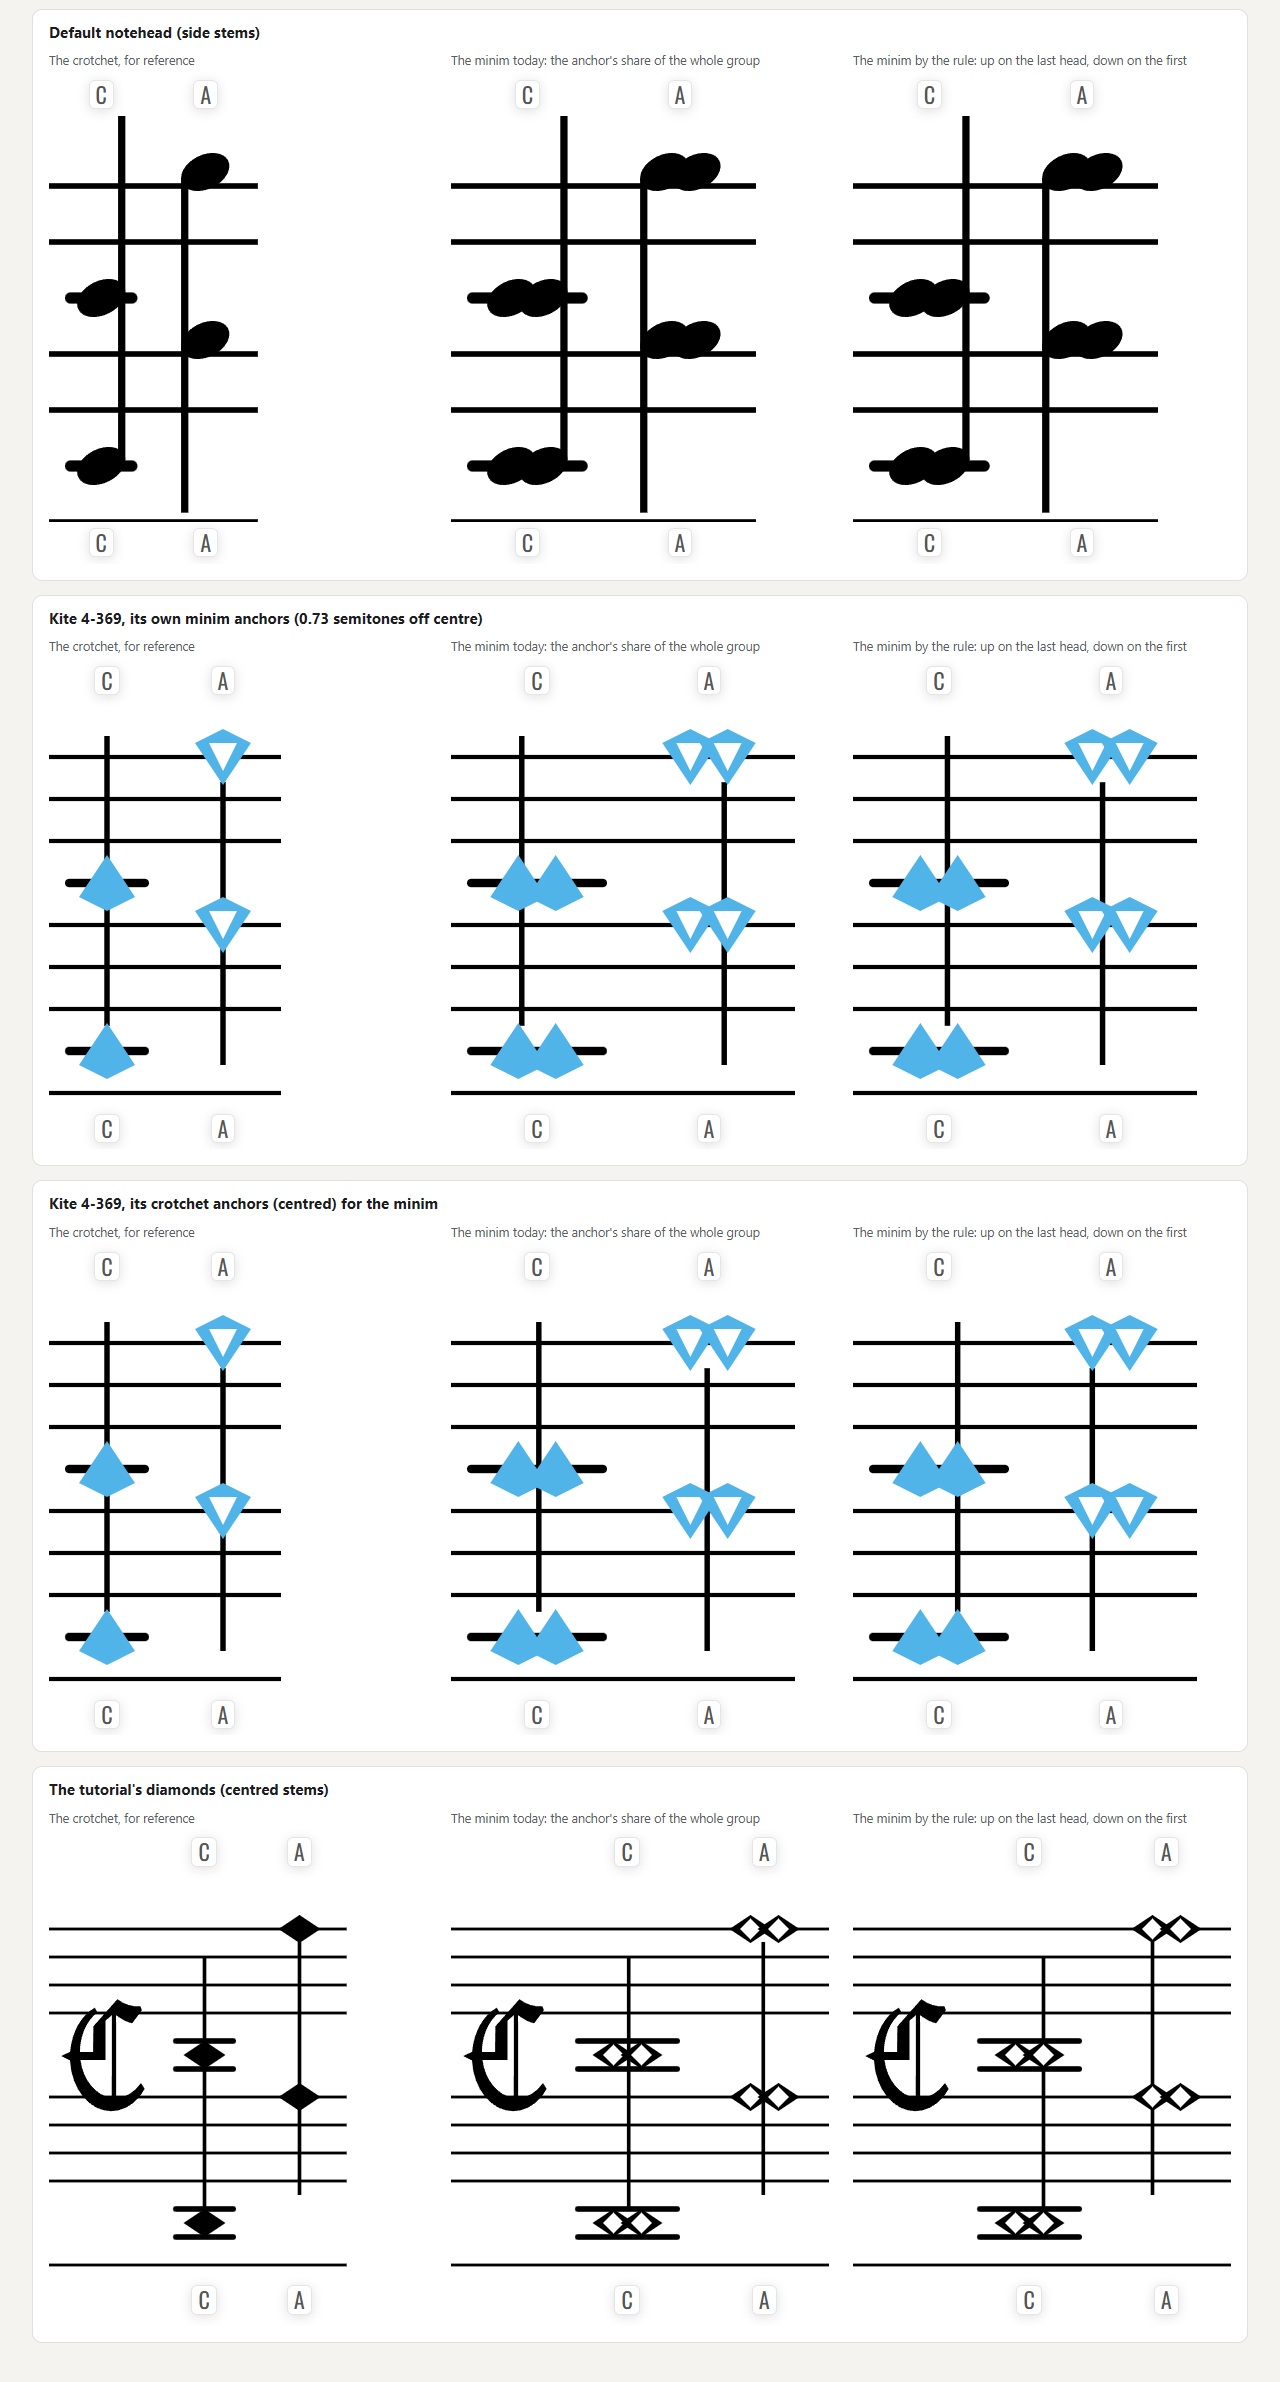 Default notehead (side stems)
The crotchet, for reference
The minim today: the anchor's share of the whole group
The minim by the rule: up on the last head, down on the first
C A C A C A
C A C A C A
Kite 4-369, its own minim anchors (0.73 semitones off centre)
The crotchet, for reference
The minim today: the anchor's share of the whole group
The minim by the rule: up on the last head, down on the first
C A C A C A
C A C A C A
Kite 4-369, its crotchet anchors (centred) for the minim
The crotchet, for reference
The minim today: the anchor's share of the whole group
The minim by the rule: up on the last head, down on the first
C A C A C A
C A C A C A
The tutorial's diamonds (centred stems)
The crotchet, for reference
The minim today: the anchor's share of the whole group
The minim by the rule: up on the last head, down on the first
C A C A C A
C A C A C A